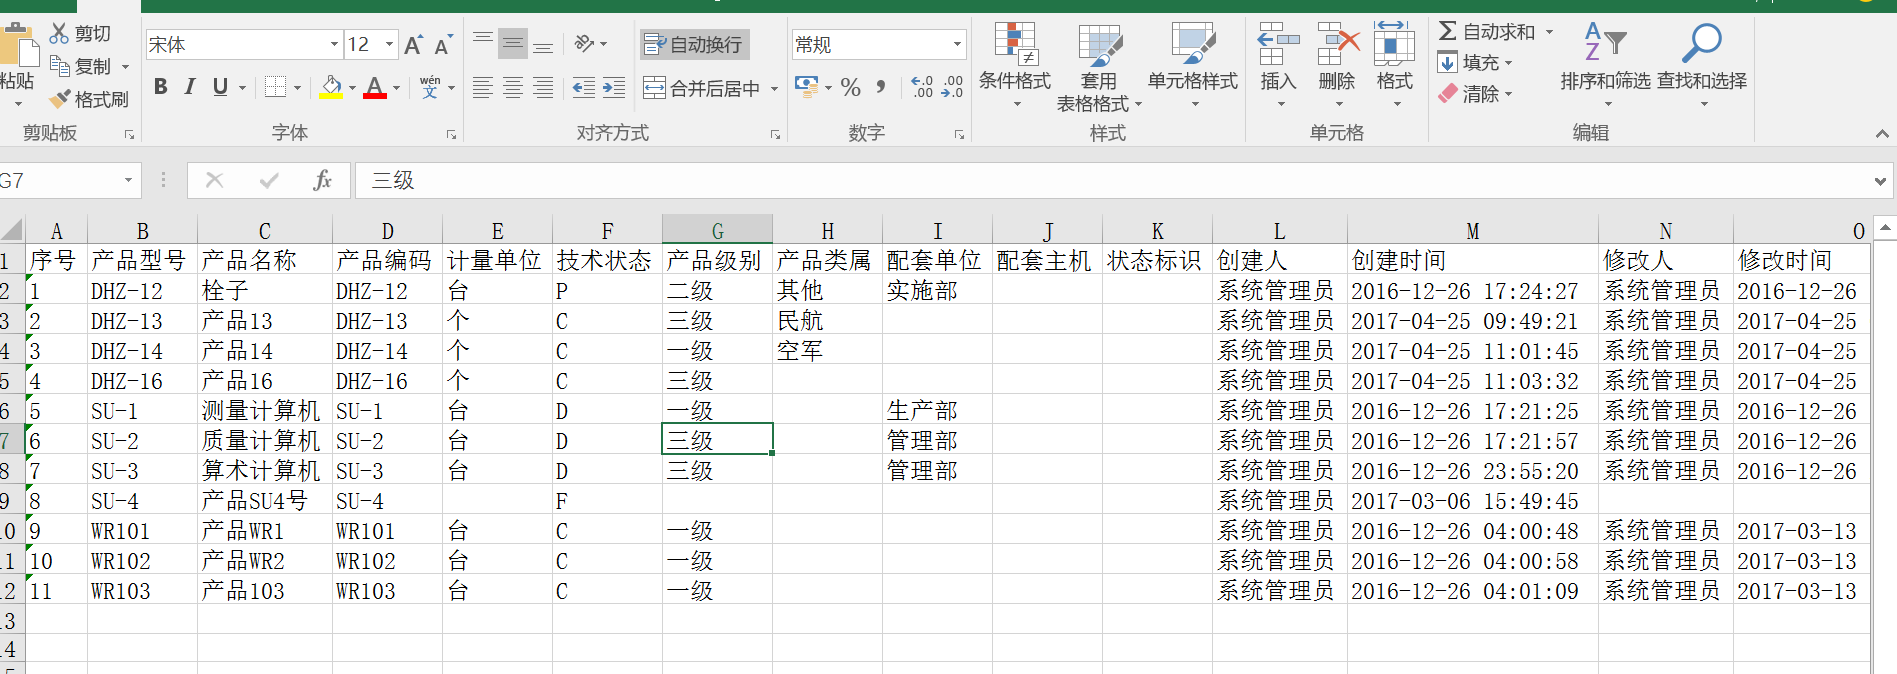 剪切
宋体 12 A A
自动换行
常规
自动求和
粘贴
复制
条件格式 套用 单元格样式 插入 删除 格式
表格格式
填充
排序和筛选 查找和选择
格式刷
B I U A wén 文
合并后居中
% , .0 .00 .00 .0
清除
剪贴板 字体 对齐方式 数字 样式 单元格 编辑
G7 fx 三级
A B C D E F G H I J K L M N O
1 序号 产品型号 产品名称 产品编码 计量单位 技术状态 产品级别 产品类属 配套单位 配套主机 状态标识 创建人 创建时间 修改人 修改时间
2 1 DHZ-12 栓子 DHZ-12 台 P 二级 其他 实施部 系统管理员 2016-12-26 17:24:27 系统管理员 2016-12-26
3 2 DHZ-13 产品13 DHZ-13 个 C 三级 民航 系统管理员 2017-04-25 09:49:21 系统管理员 2017-04-25
4 3 DHZ-14 产品14 DHZ-14 个 C 一级 空军 系统管理员 2017-04-25 11:01:45 系统管理员 2017-04-25
5 4 DHZ-16 产品16 DHZ-16 个 C 三级 系统管理员 2017-04-25 11:03:32 系统管理员 2017-04-25
6 5 SU-1 测量计算机 SU-1 台 D 一级 生产部 系统管理员 2016-12-26 17:21:25 系统管理员 2016-12-26
7 6 SU-2 质量计算机 SU-2 台 D 三级 管理部 系统管理员 2016-12-26 17:21:57 系统管理员 2016-12-26
8 7 SU-3 算术计算机 SU-3 台 D 三级 管理部 系统管理员 2016-12-26 23:55:20 系统管理员 2016-12-26
9 8 SU-4 产品SU4号 SU-4 F 系统管理员 2017-03-06 15:49:45
10 9 WR101 产品WR1 WR101 台 C 一级 系统管理员 2016-12-26 04:00:48 系统管理员 2017-03-13
11 10 WR102 产品WR2 WR102 台 C 一级 系统管理员 2016-12-26 04:00:58 系统管理员 2017-03-13
12 11 WR103 产品103 WR103 台 C 一级 系统管理员 2016-12-26 04:01:09 系统管理员 2017-03-13
13
14